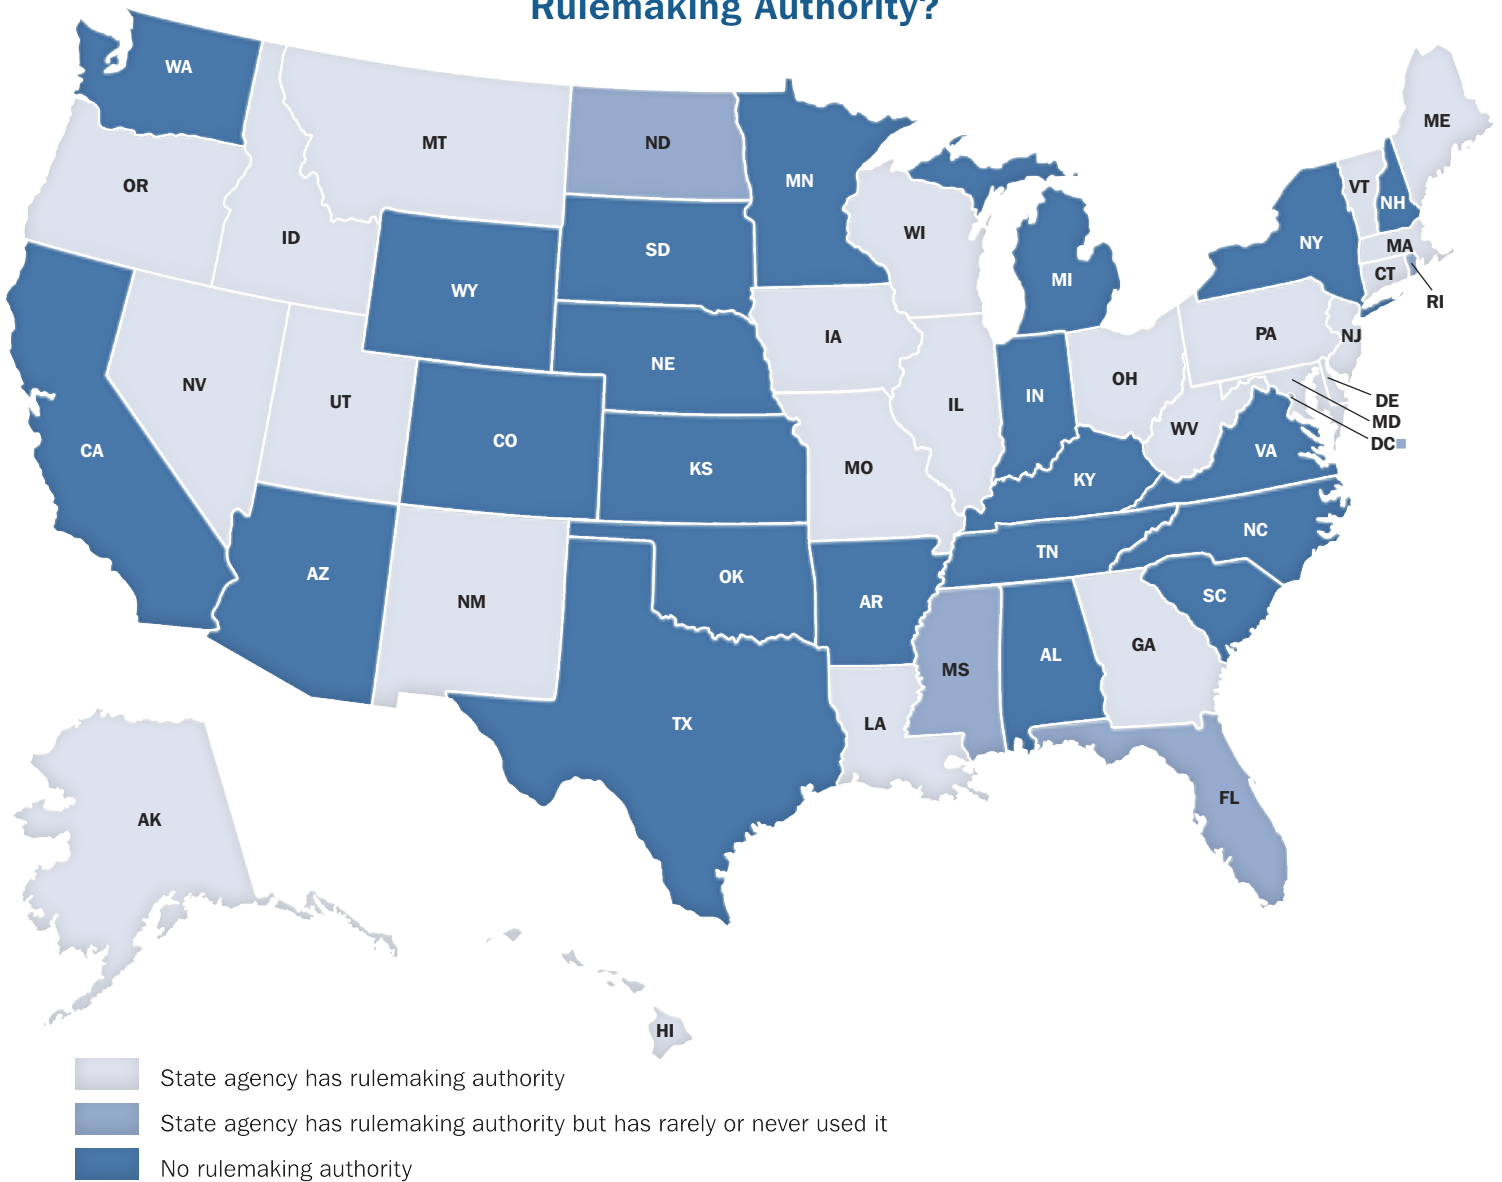 Rulemaking Authority?
WA
MT
ND
ME
OR
MN
VT
NH
ID
WI
NY
MA
SD
CT
WY
MI
RI
IA
PA
NJ
NE
NV
OH
UT
IN
DE
IL
MD
CO
WV
DC
CA
VA
KS
MO
KY
NC
TN
AZ
OK
NM
AR
SC
GA
AL
MS
TX
LA
FL
AK
HI
State agency has rulemaking authority
State agency has rulemaking authority but has rarely or never used it
No rulemaking authority